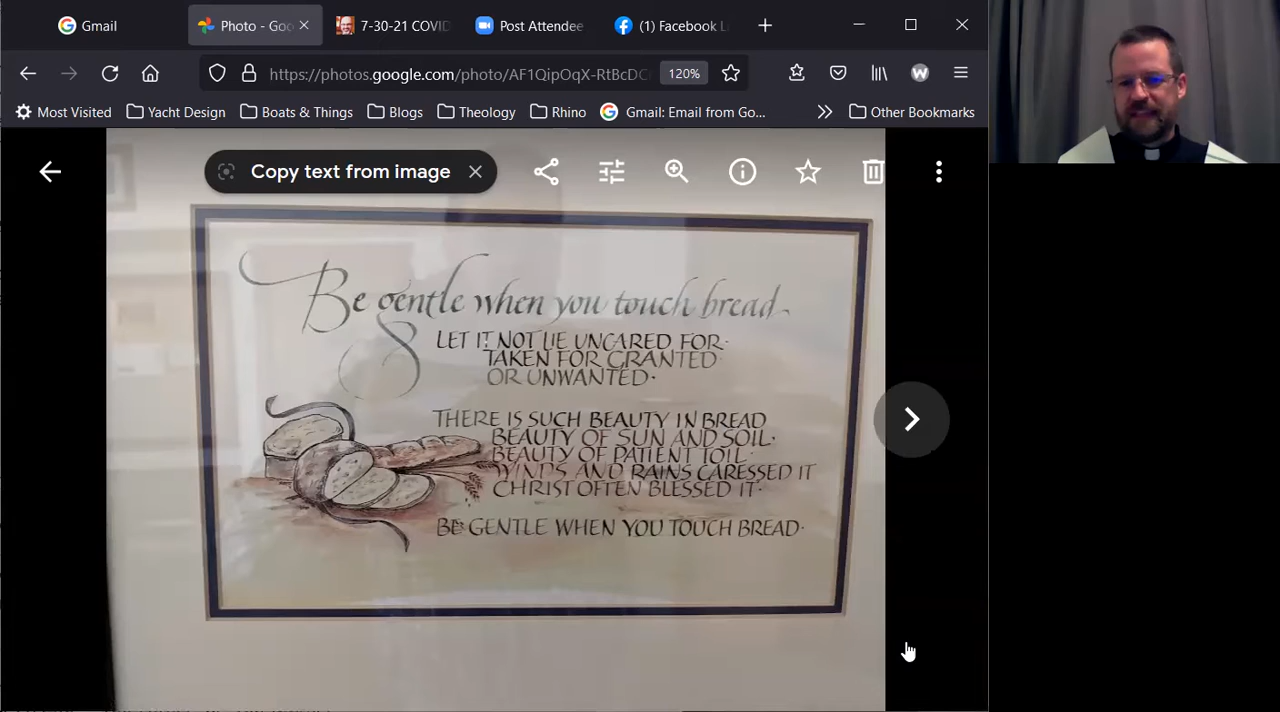 Gmail
Photo - Goo
7-30-21 COVID
Post Attendee
(1) Facebook L
https://photos.google.com/photo/AF1QipOqX-RtBcDC
120%
Most Visited
Yacht Design
Boats & Things
Blogs
Theology
Rhino
Gmail: Email from Go...
Other Bookmarks
Copy text from image
Be gentle when you touch bread
LET IT NOT LIE UNCARED FOR·
TAKEN FOR GRANTED
OR UNWANTED·
THERE IS SUCH BEAUTY IN BREAD
BEAUTY OF SUN AND SOIL·
BEAUTY OF PATIENT TOIL·
WINDS AND RAINS CARESSED IT
CHRIST OFTEN BLESSED IT·
BE GENTLE WHEN YOU TOUCH BREAD·